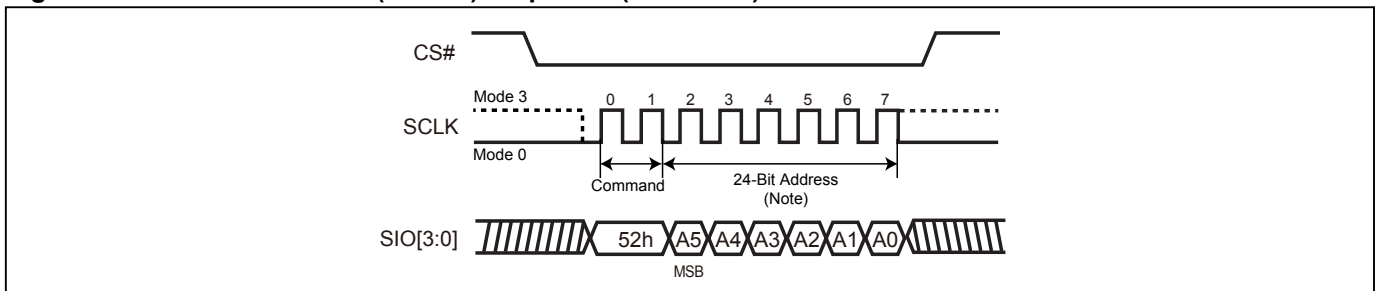 CS#
Mode 3
0 1 2 3 4 5 6 7
SCLK
Mode 0
Command
24-Bit Address
(Note)
SIO[3:0]
52h A5 A4 A3 A2 A1 A0
MSB